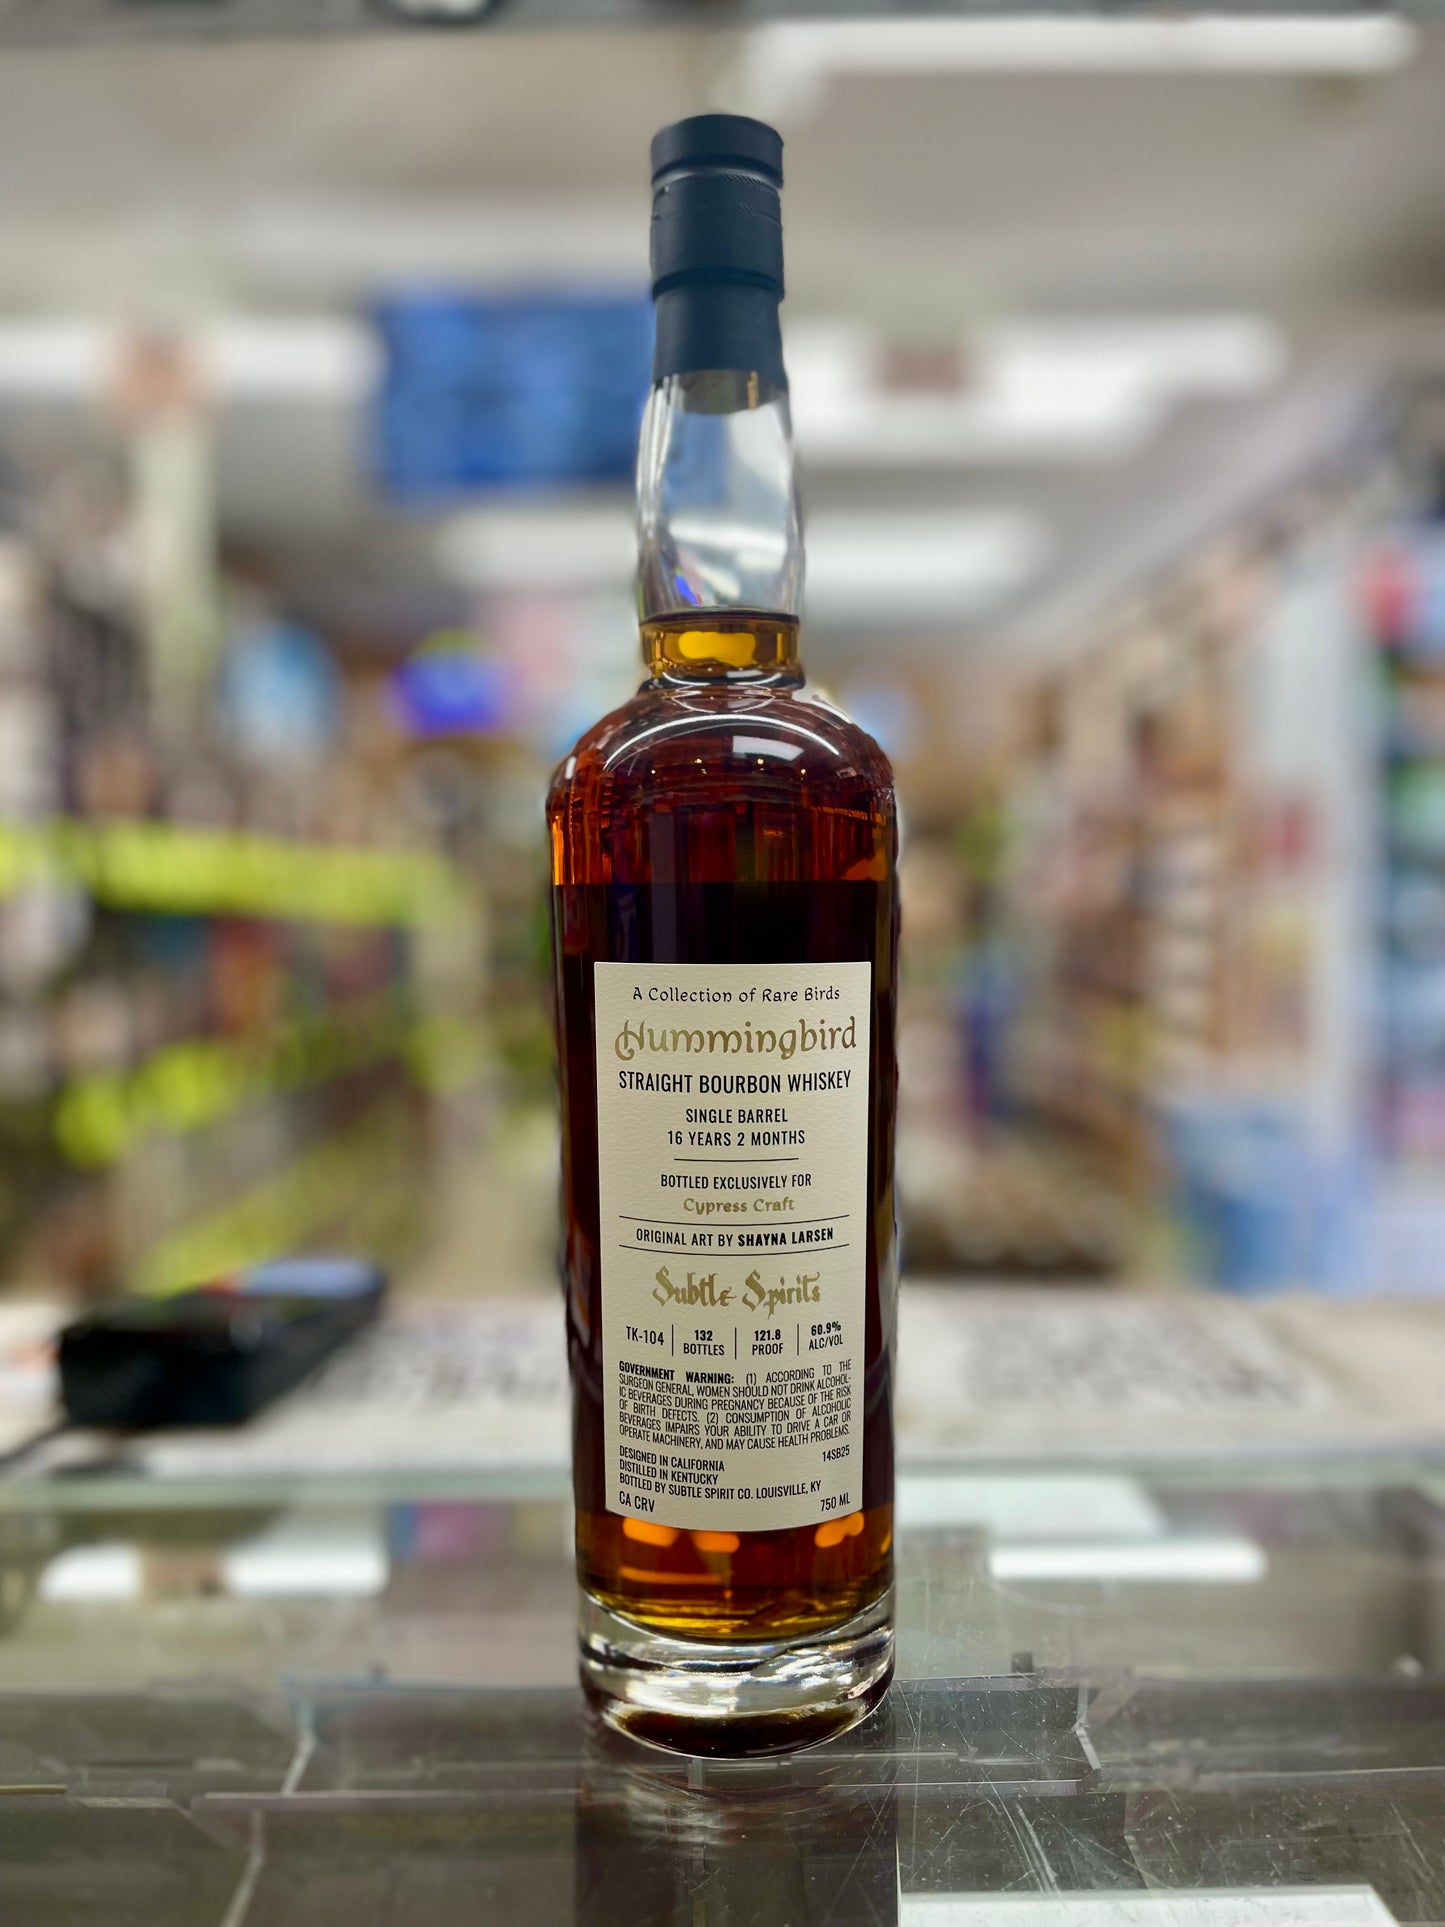 A Collection of Rare Birds
Hummingbird
STRAIGHT BOURBON WHISKEY
SINGLE BARREL
16 YEARS 2 MONTHS
BOTTLED EXCLUSIVELY FOR
Cypress Craft
ORIGINAL ART BY SHAYNA LARSEN
Subtle Spirits
TK-104 132 BOTTLES 121.8 PROOF 60.9% ALC/VOL
GOVERNMENT WARNING: (1) ACCORDING TO THE
SURGEON GENERAL, WOMEN SHOULD NOT DRINK ALCOHOL-
IC BEVERAGES DURING PREGNANCY BECAUSE OF THE RISK
OF BIRTH DEFECTS. (2) CONSUMPTION OF ALCOHOLIC
BEVERAGES IMPAIRS YOUR ABILITY TO DRIVE A CAR OR
OPERATE MACHINERY, AND MAY CAUSE HEALTH PROBLEMS.
14SB25
DESIGNED IN CALIFORNIA
DISTILLED IN KENTUCKY
BOTTLED BY SUBTLE SPIRIT CO. LOUISVILLE, KY
CA CRV 750 ML